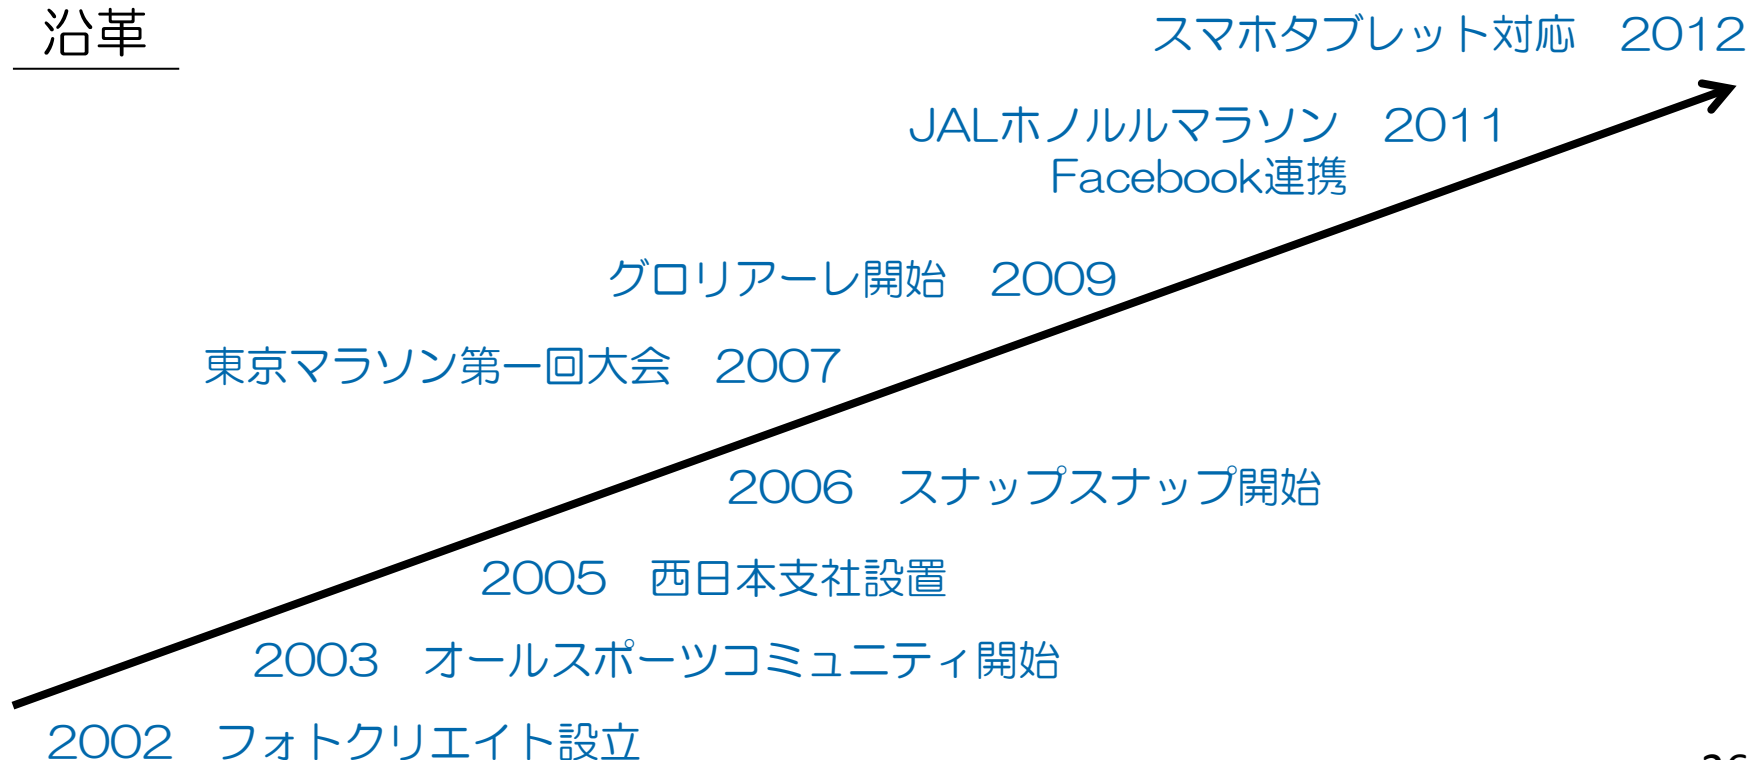 沿革
スマホタブレット対応　2012
JALホノルルマラソン　2011
Facebook連携
グロリアーレ開始　2009
東京マラソン第一回大会　2007
2006　スナップスナップ開始
2005　西日本支社設置
2003　オールスポーツコミュニティ開始
2002　フォトクリエイト設立